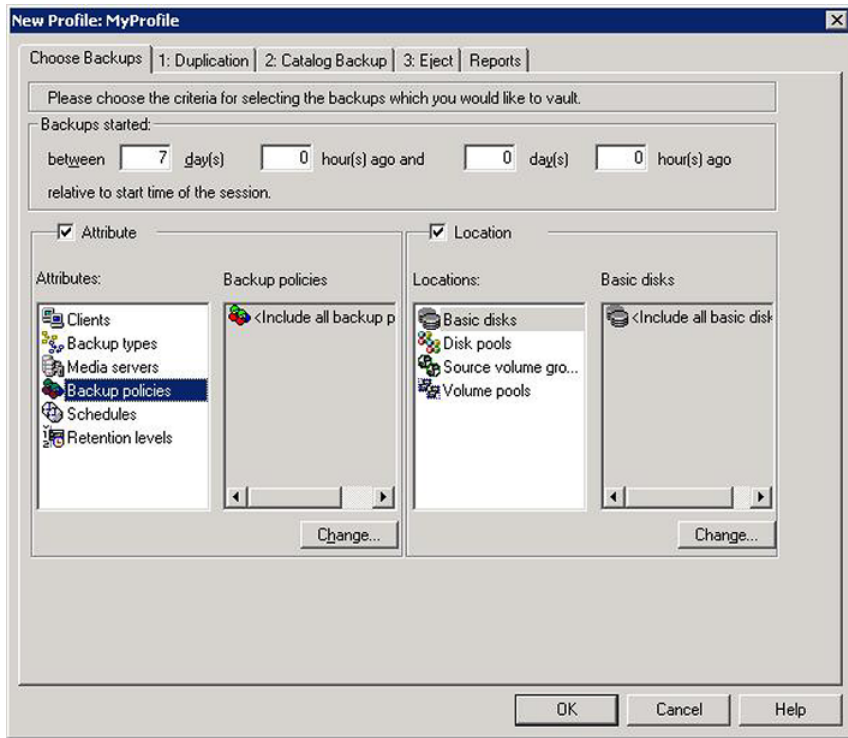 New Profile: MyProfile
Choose Backups 1: Duplication 2: Catalog Backup 3: Eject Reports
Please choose the criteria for selecting the backups which you would like to vault.
Backups started:
between 7 day(s) 0 hour(s) ago and 0 day(s) 0 hour(s) ago
relative to start time of the session.
Attribute
Attributes:
Clients
Backup types
Media servers
Backup policies
Schedules
Retention levels
Backup policies
<Include all backup p
Change...
Location
Locations:
Basic disks
Disk pools
Source volume gro...
Volume pools
Basic disks
<Include all basic disk
Change...
OK Cancel Help